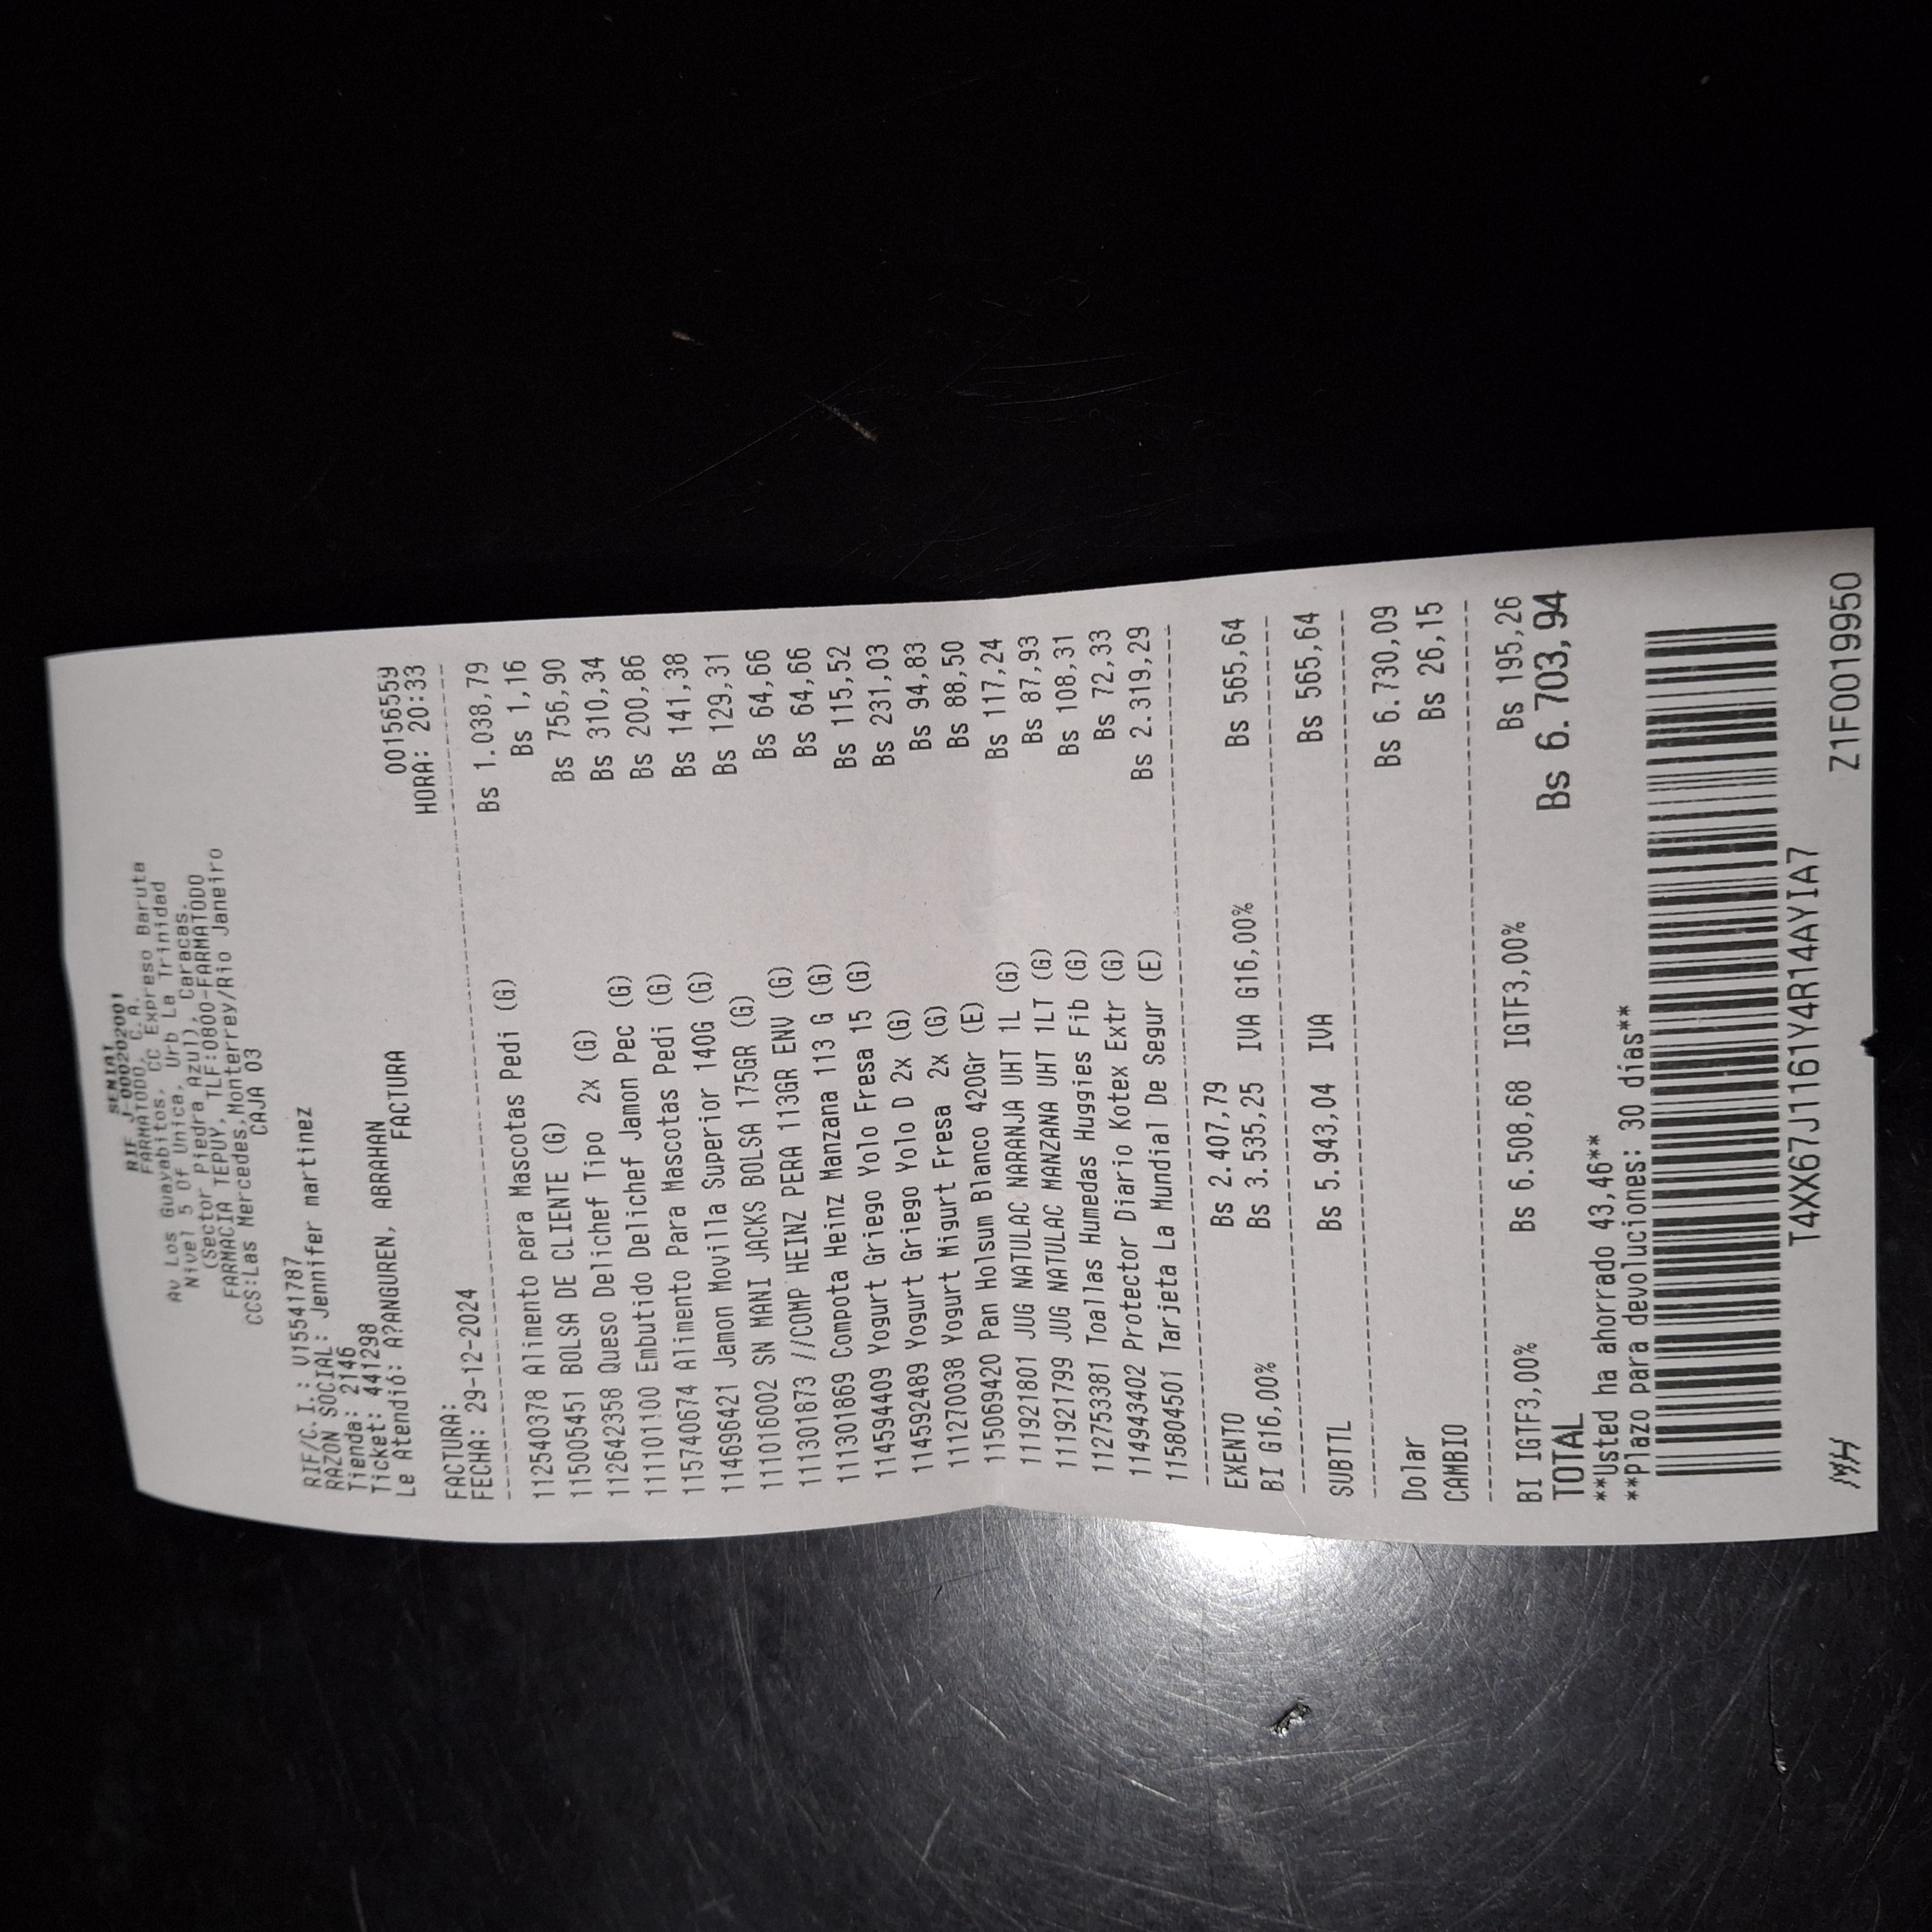 SENIAT
RIF J-000202001
FARMATODO, C.A.
Av Los Guayabitos, CC Expreso Baruta
Nivel 5 Of Unica, Urb La Trinidad
(Sector Piedra Azul), Caracas.
FARMACIA TEPUY, TLF:0800-FARMATODO
CCS:Las Mercedes,Monterrey/Rio Janeiro
CAJA 03
RIF/C.I.: V15541787
RAZON SOCIAL: Jennifer martinez
Tienda: 2146
Ticket: 441298
Le Atendió: A?ANGUREN, ABRAHAN
FACTURA
FACTURA: 00156559
FECHA: 29-12-2024 HORA: 20:33
112540378 Alimento para Mascotas Pedi (G) Bs 1.038,79
115005451 BOLSA DE CLIENTE (G) Bs 1,16
112642358 Queso Delichef Tipo 2x (G) Bs 756,90
111101100 Embutido Delichef Jamon Pec (G) Bs 310,34
115740674 Alimento Para Mascotas Pedi (G) Bs 200,86
114696421 Jamon Movilla Superior 140G (G) Bs 141,38
111016002 SN MANI JACKS BOLSA 175GR (G) Bs 129,31
111301873 //COMP HEINZ PERA 113GR ENV (G) Bs 64,66
111301869 Compota Heinz Manzana 113 G (G) Bs 64,66
114594409 Yogurt Griego Yolo Fresa 15 (G) Bs 115,52
114592489 Yogurt Griego Yolo D 2x (G) Bs 231,03
111270038 Yogurt Migurt Fresa 2x (G) Bs 94,83
115069420 Pan Holsum Blanco 420Gr (E) Bs 88,50
111921801 JUG NATULAC NARANJA UHT 1L (G) Bs 117,24
111921799 JUG NATULAC MANZANA UHT 1LT (G) Bs 87,93
112753381 Toallas Humedas Huggies Fib (G) Bs 108,31
114943402 Protector Diario Kotex Extr (G) Bs 72,33
115804501 Tarjeta La Mundial De Segur (E) Bs 2.319,29
EXENTO Bs 2.407,79
BI G16,00% Bs 3.535,25 IVA G16,00% Bs 565,64
SUBTTL Bs 5.943,04 IVA Bs 565,64
Dolar Bs 6.730,09
CAMBIO Bs 26,15
BI IGTF3,00% Bs 6.508,68 IGTF3,00% Bs 195,26
TOTAL Bs 6.703,94
**Usted ha ahorrado 43,46**
**Plazo para devoluciones: 30 días**
T4XX67J1161Y4R14AYIA7
MH Z1F0019950